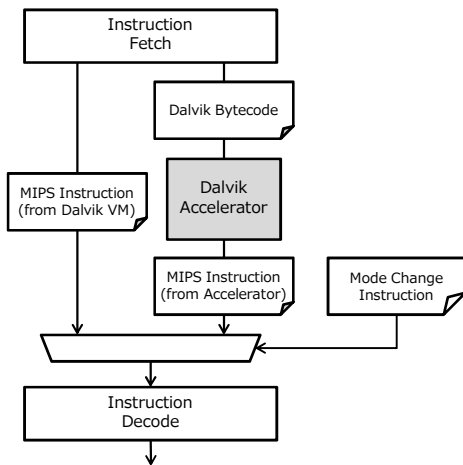 Instruction
Fetch
Dalvik Bytecode
Dalvik
Accelerator
MIPS Instruction
(from Dalvik VM)
MIPS Instruction
(from Accelerator)
Mode Change
Instruction
Instruction
Decode